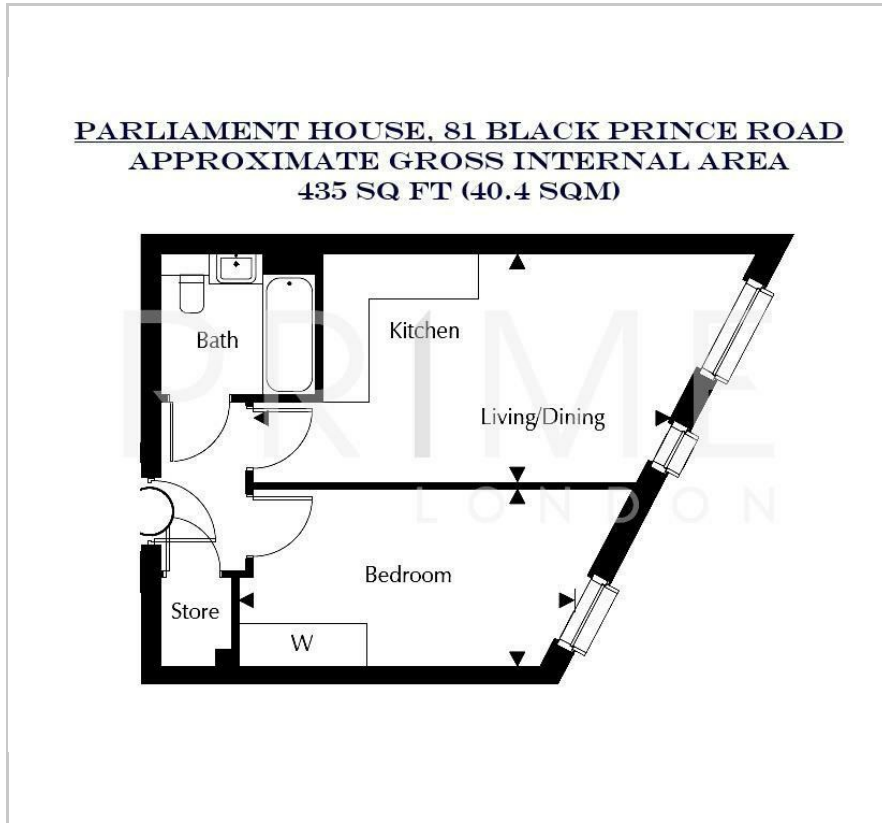 PARLIAMENT HOUSE, 81 BLACK PRINCE ROAD
APPROXIMATE GROSS INTERNAL AREA
435 SQ FT (40.4 SQM)
Kitchen
Bath
PRIME
LONDON
Living/Dining
Bedroom
Store
W